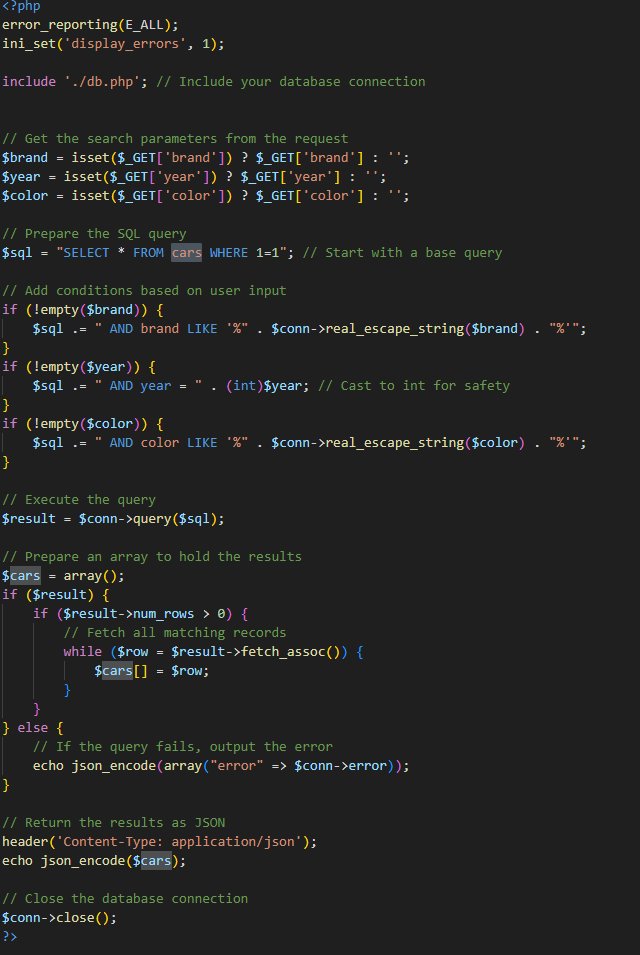 <?php
error_reporting(E_ALL);
ini_set('display_errors', 1);
include './db.php'; // Include your database connection
// Get the search parameters from the request
$brand = isset($_GET['brand']) ? $_GET['brand'] : '';
$year = isset($_GET['year']) ? $_GET['year'] : '';
$color = isset($_GET['color']) ? $_GET['color'] : '';
// Prepare the SQL query
$sql = "SELECT * FROM cars WHERE 1=1"; // Start with a base query
// Add conditions based on user input
if (!empty($brand)) {
    $sql .= " AND brand LIKE '%" . $conn->real_escape_string($brand) . "%'";
}
if (!empty($year)) {
    $sql .= " AND year = " . (int)$year; // Cast to int for safety
}
if (!empty($color)) {
    $sql .= " AND color LIKE '%" . $conn->real_escape_string($color) . "%'";
}
// Execute the query
$result = $conn->query($sql);
// Prepare an array to hold the results
$cars = array();
if ($result) {
    if ($result->num_rows > 0) {
        // Fetch all matching records
        while ($row = $result->fetch_assoc()) {
            $cars[] = $row;
        }
    }
} else {
    // If the query fails, output the error
    echo json_encode(array("error" => $conn->error));
}
// Return the results as JSON
header('Content-Type: application/json');
echo json_encode($cars);
// Close the database connection
$conn->close();
?>